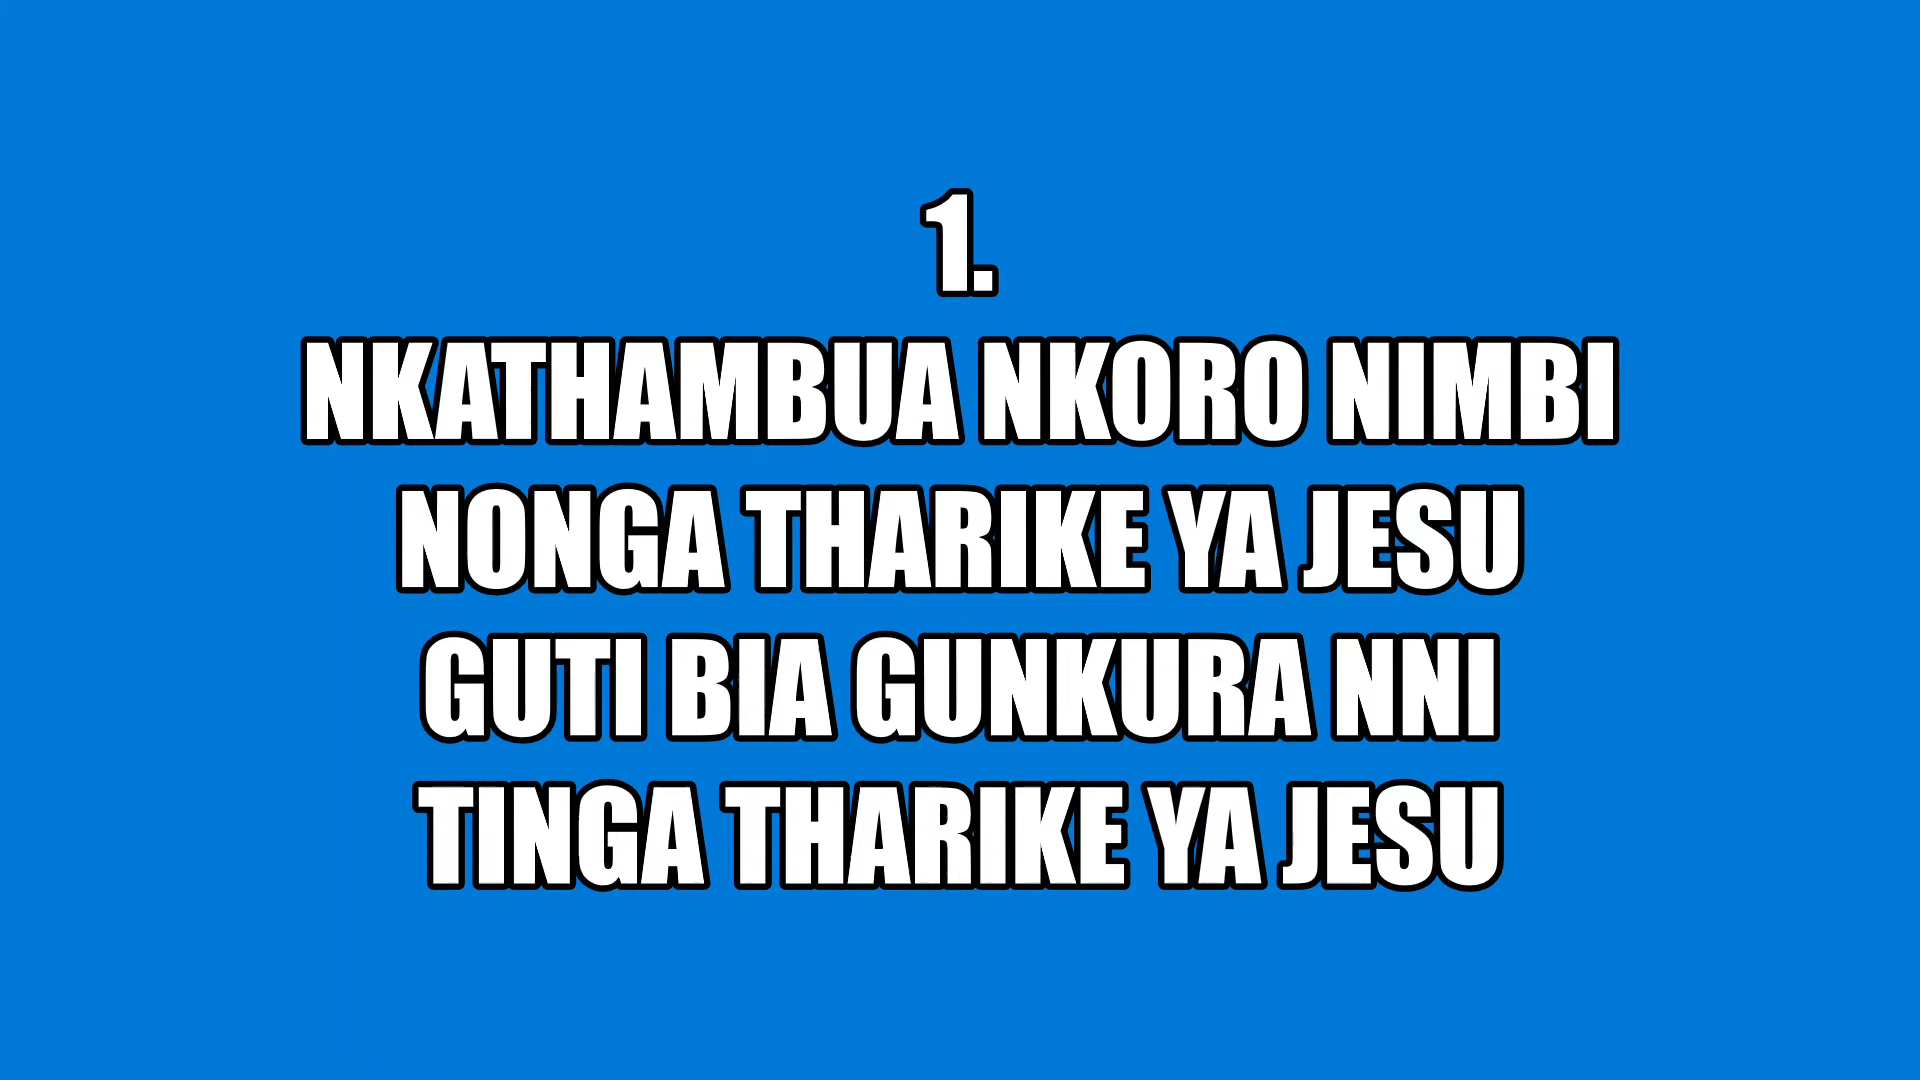 1.
NKATHAMBUA NKORO NIMBI
NONGA THARIKE YA JESU
GUTI BIA GUNKURA NNI
TINGA THARIKE YA JESU